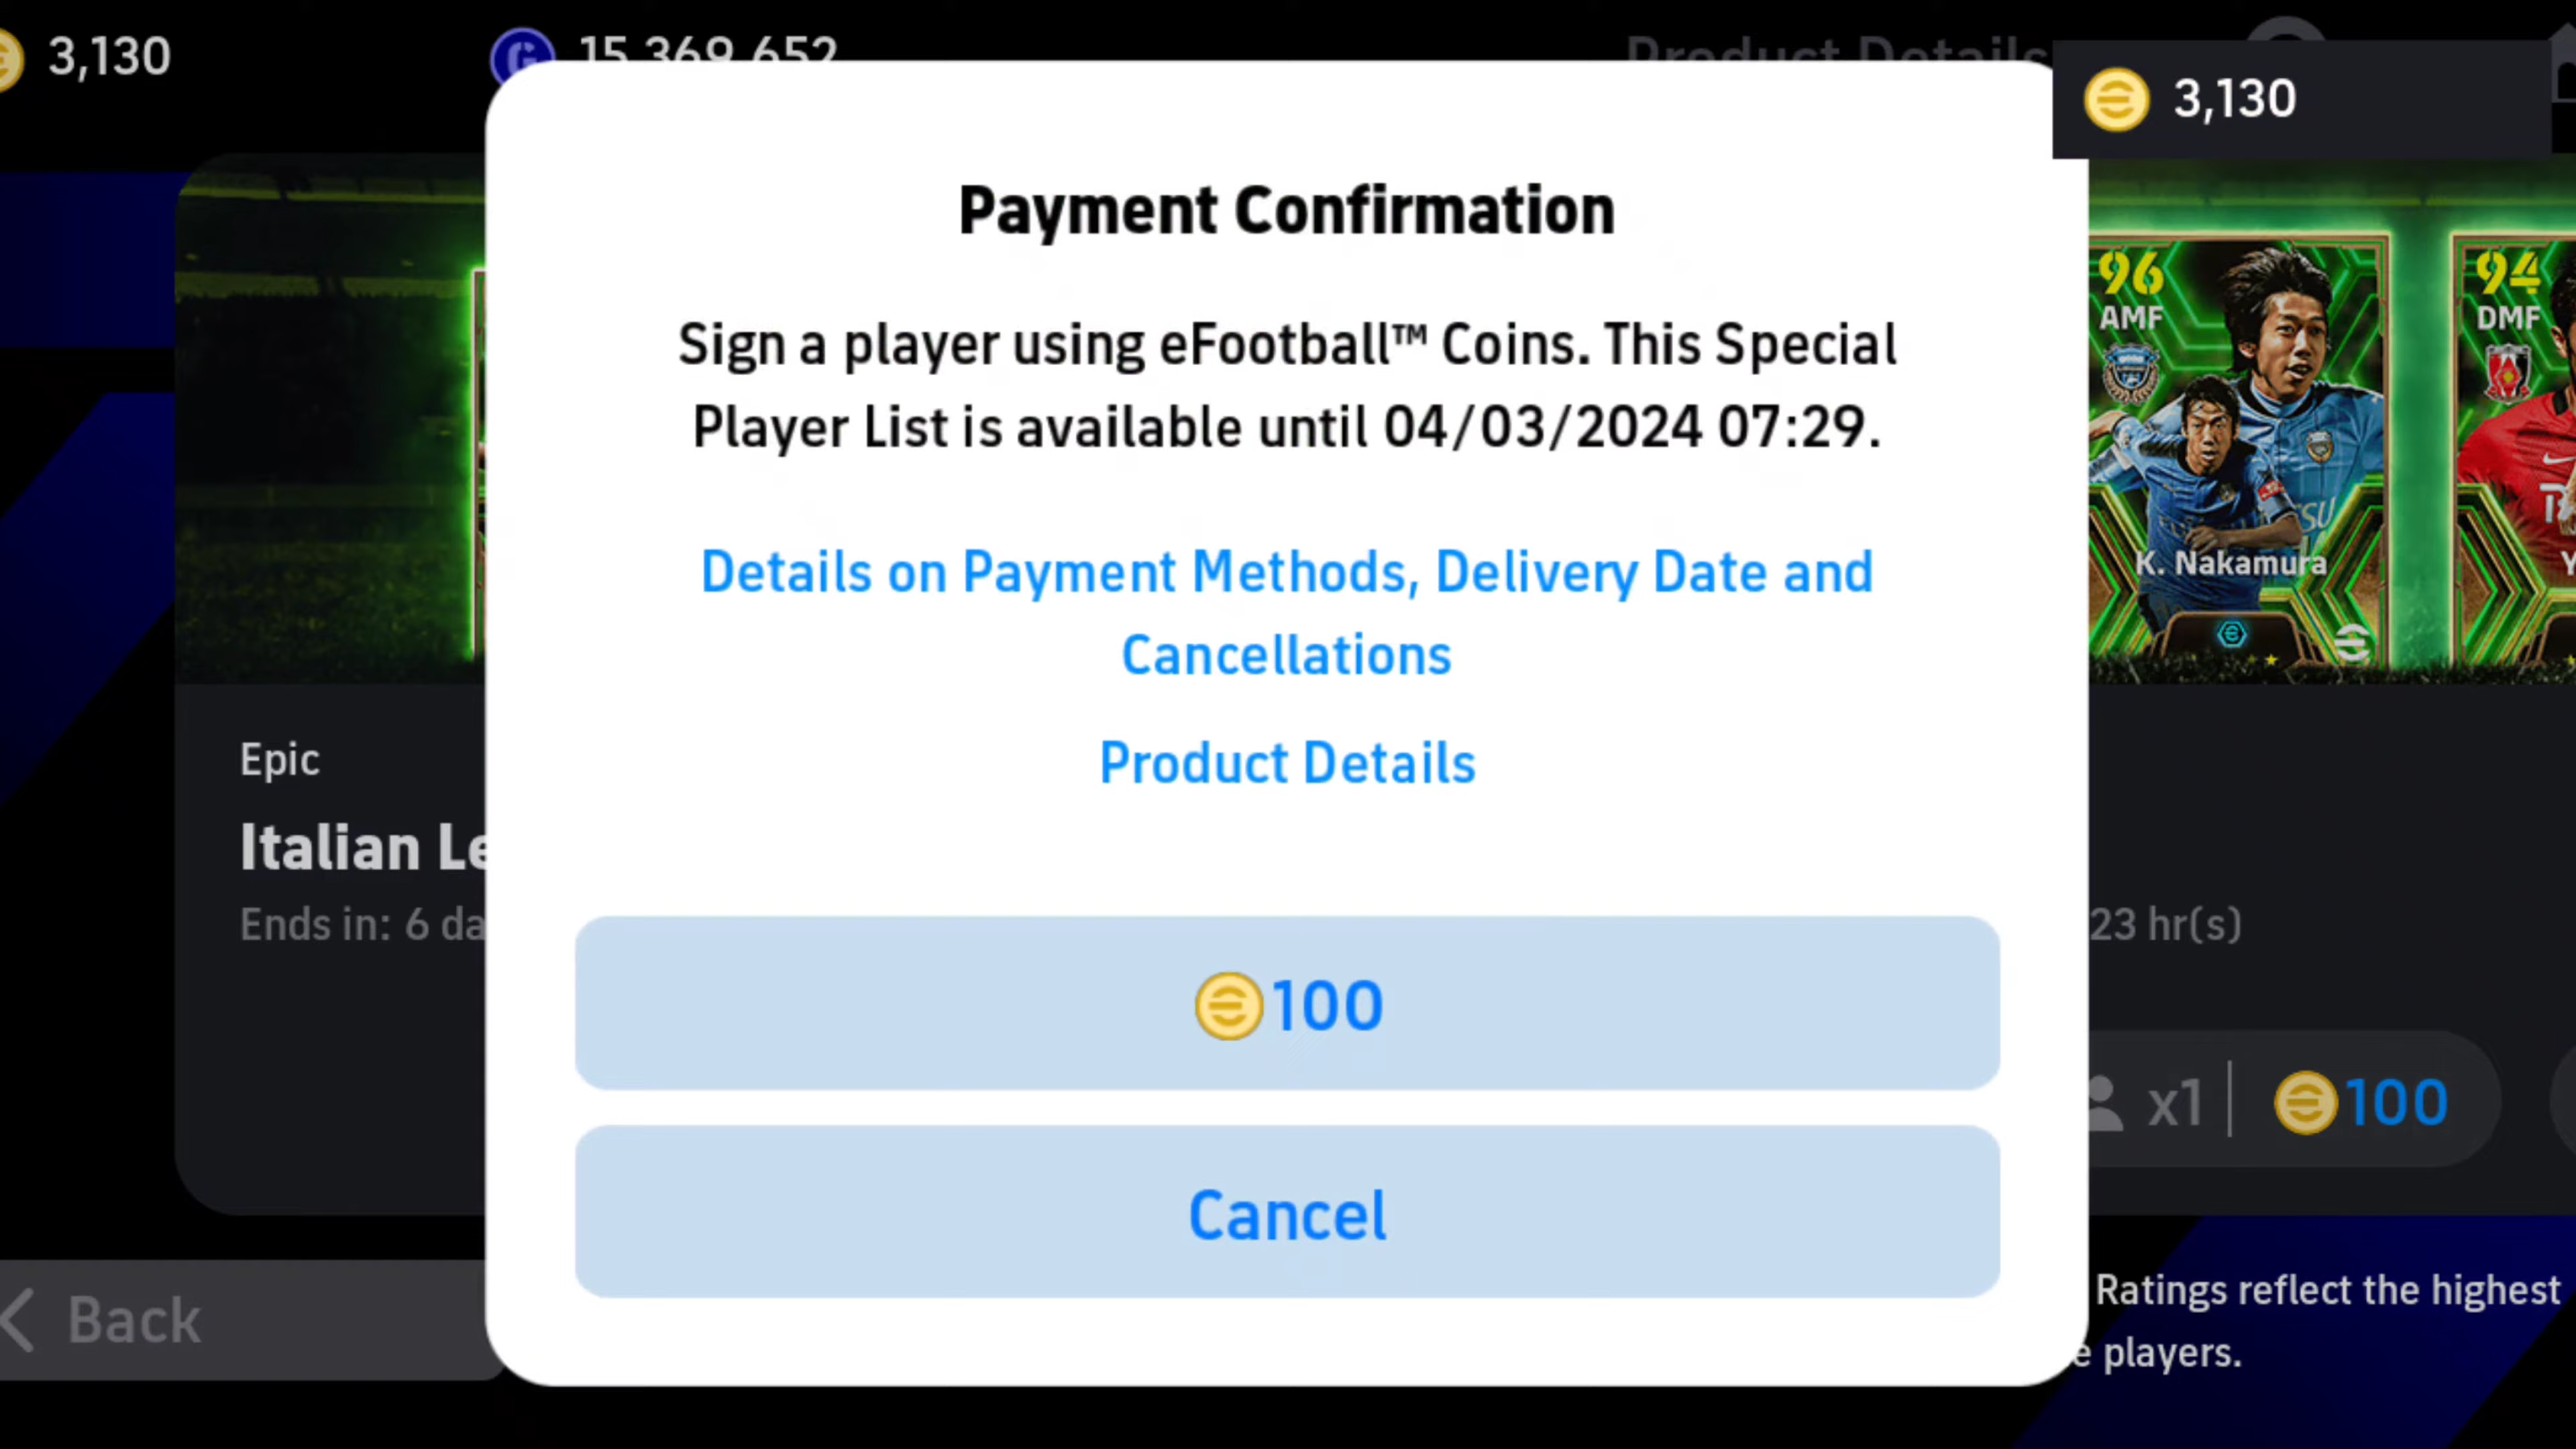 3,130
15,369,652
Product Details
3,130
Payment Confirmation
Sign a player using eFootball™ Coins. This Special
Player List is available until 04/03/2024 07:29.
Details on Payment Methods, Delivery Date and
Cancellations
Product Details
100
Cancel
96
AMF
K. Nakamura
94
DMF
Epic
Italian
Ends in: 6
23 hr(s)
x1
100
Back
Ratings reflect the highest
players.